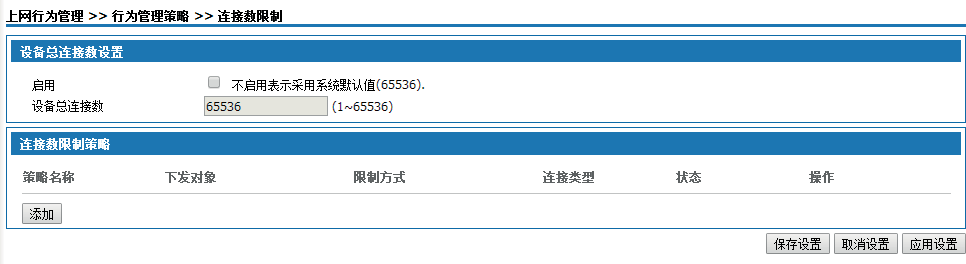 上网行为管理 >> 行为管理策略 >> 连接数限制
设备总连接数设置
启用 不启用表示采用系统默认值(65536).
设备总连接数 65536 (1~65536)
连接数限制策略
策略名称 下发对象 限制方式 连接类型 状态 操作
添加
保存设置 取消设置 应用设置